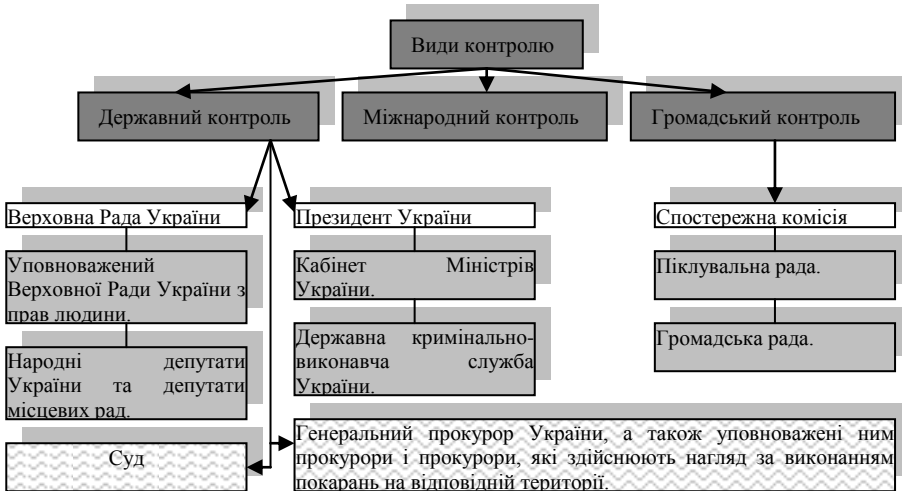 Види контролю
Державний контроль
Міжнародний контроль
Громадський контроль
Верховна Рада України
Президент України
Спостережна комісія
Уповноважений
Верховної Ради України з
прав людини.
Кабінет Міністрів
України.
Піклувальна рада.
Народні депутати
України та депутати
місцевих рад.
Державна кримінально-
виконавча служба
України.
Громадська рада.
Суд
Генеральний прокурор України, а також уповноважені ним
прокурори і прокурори, які здійснюють нагляд за виконанням
покарань на відповідній території.